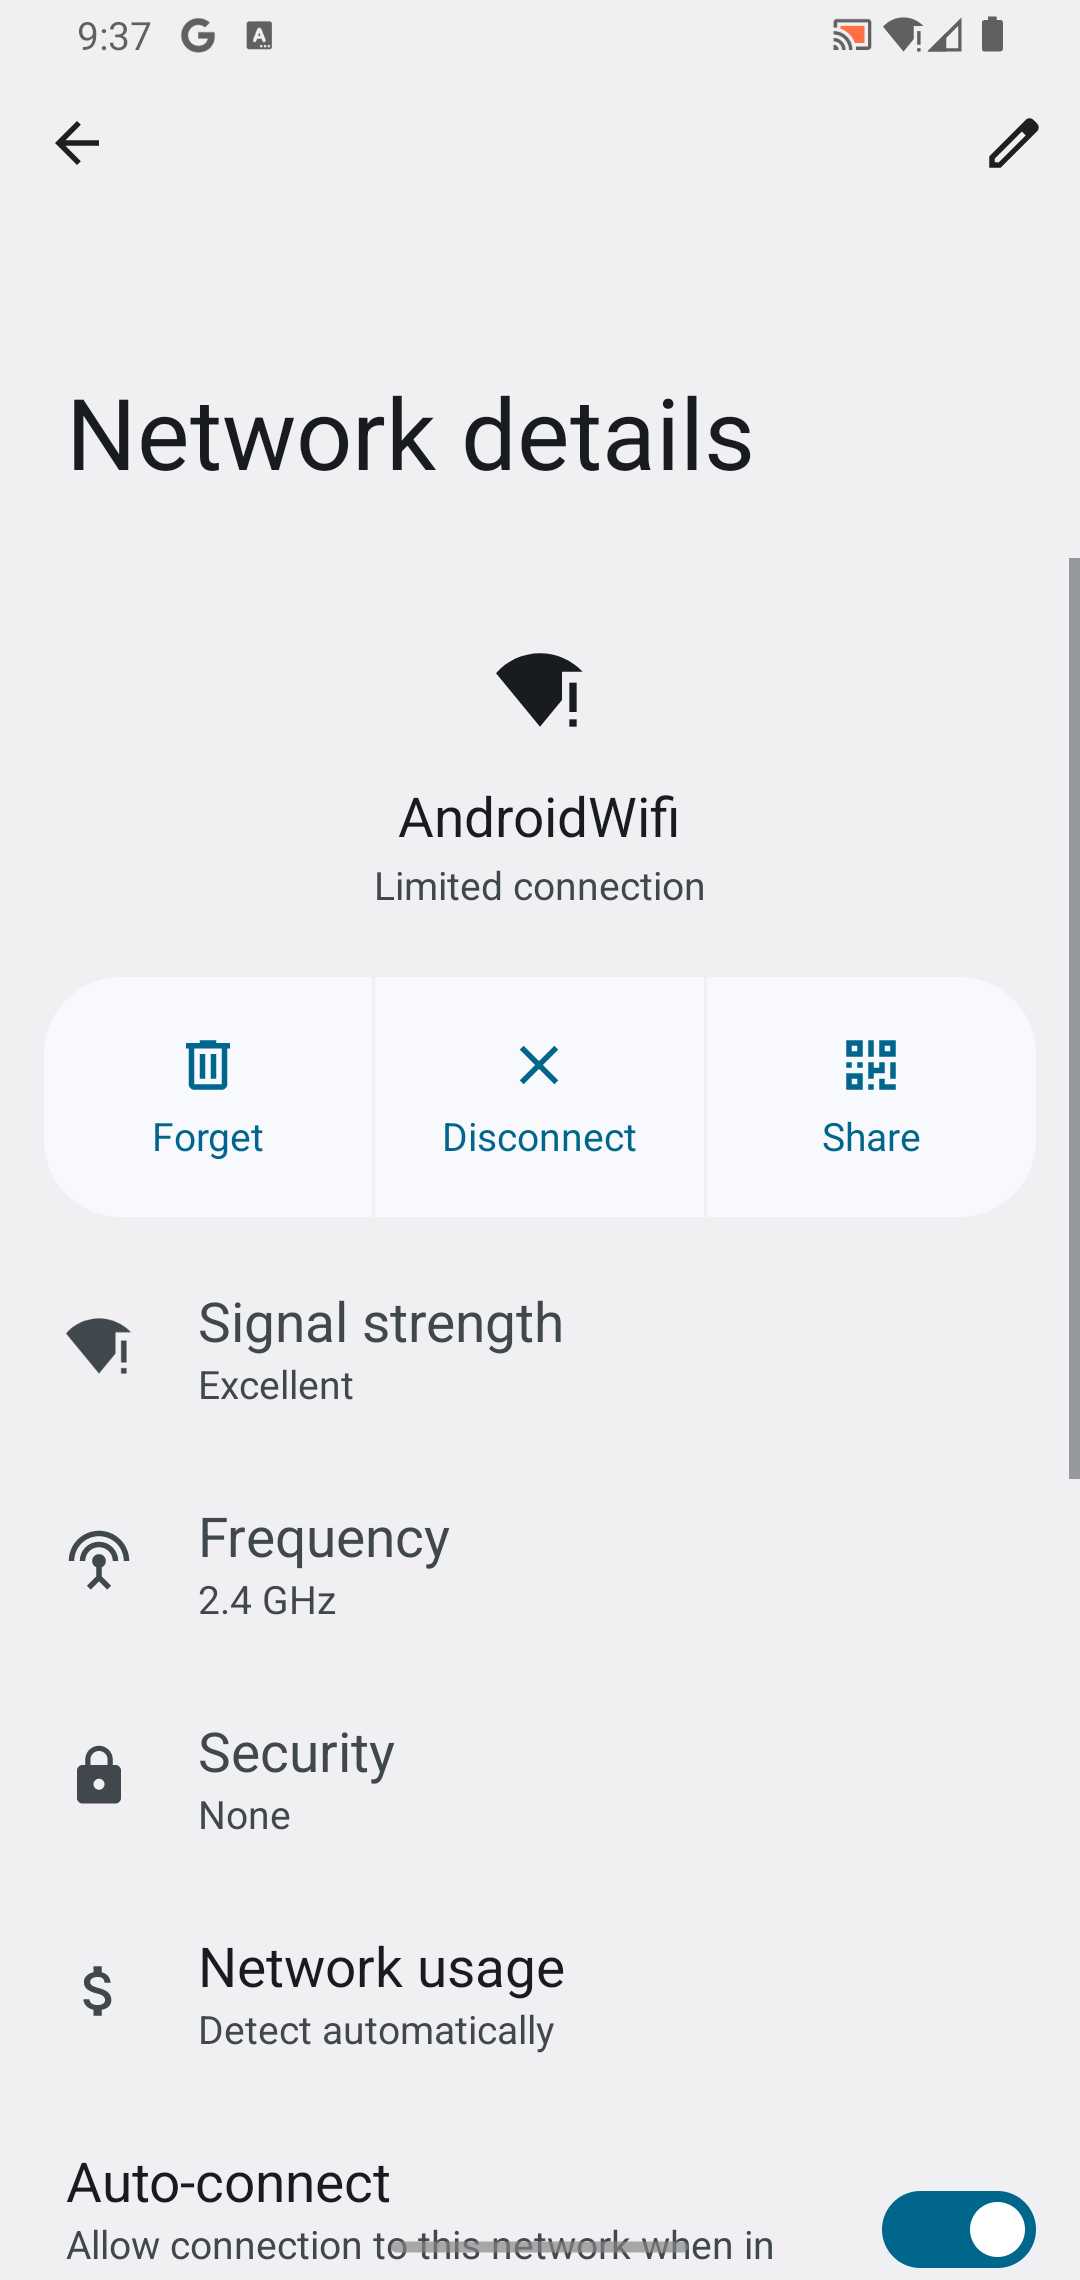 9:37
Network details
AndroidWifi
Limited connection
Forget
Disconnect
Share
Signal strength
Excellent
Frequency
2.4 GHz
Security
None
Network usage
Detect automatically
Auto-connect
Allow connection to this network when in